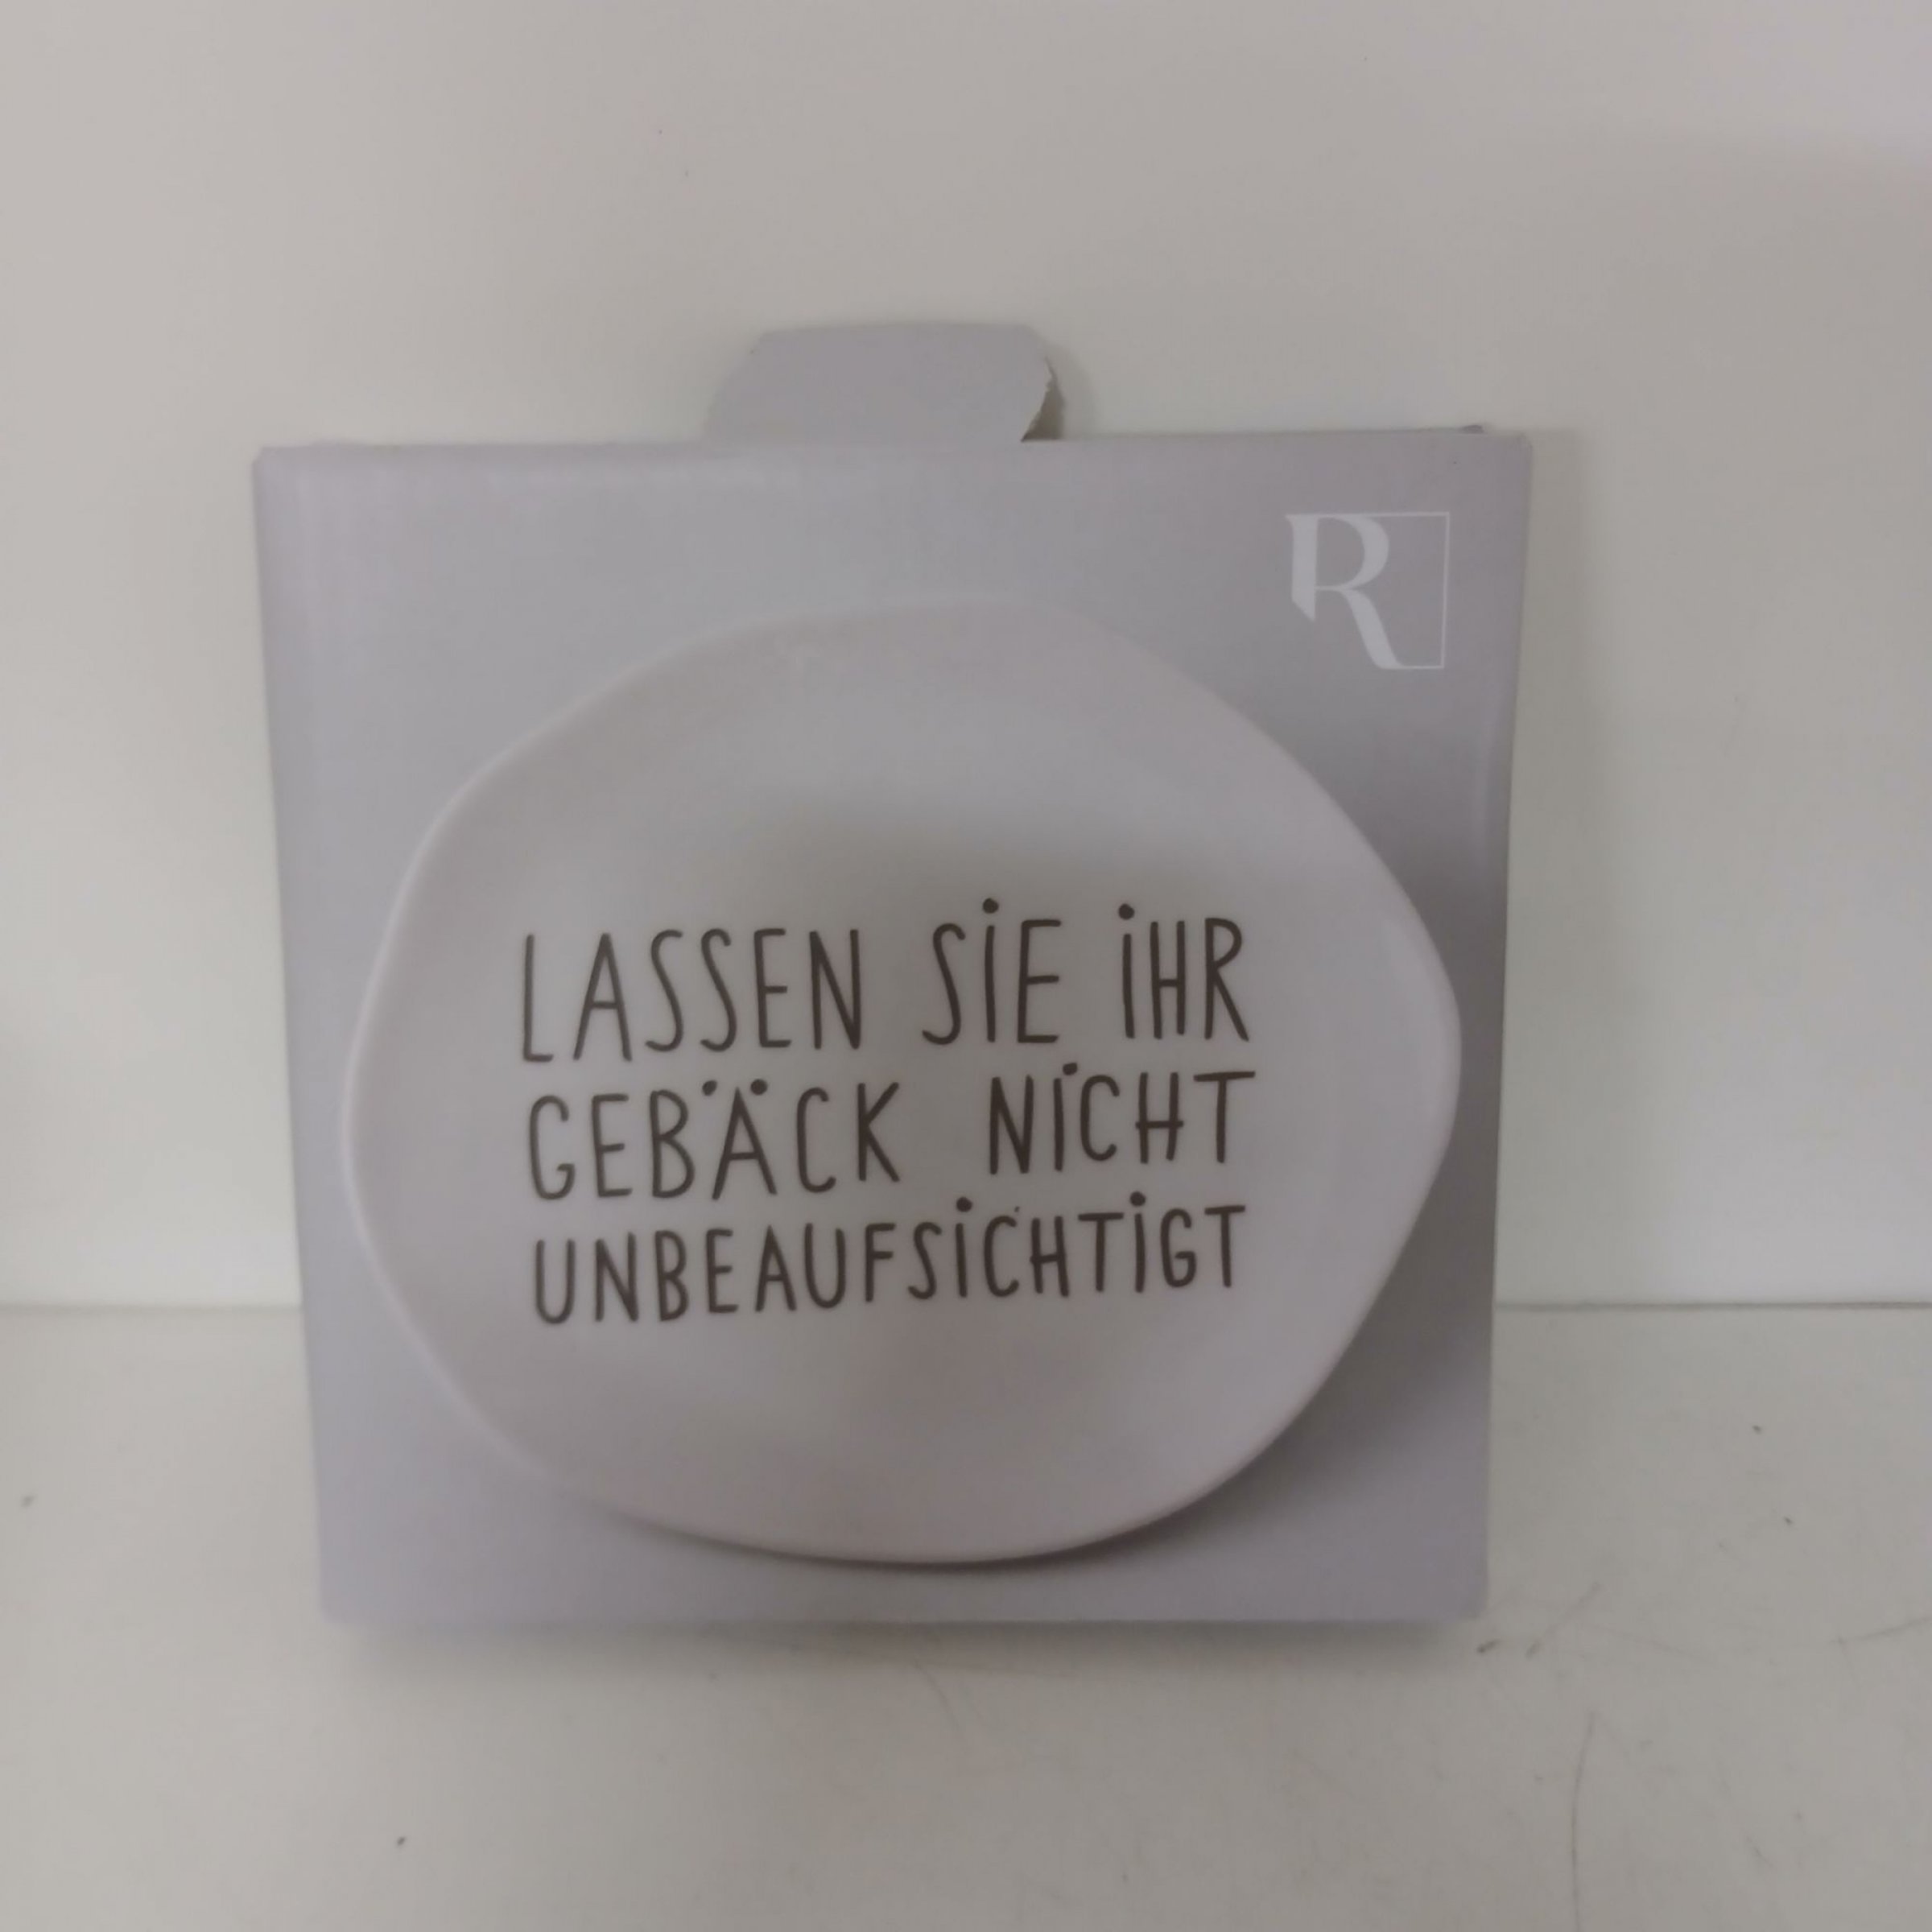 R
LASSEN SIE IHR
GEBÄCK NICHT
UNBEAUFSICHTIGT